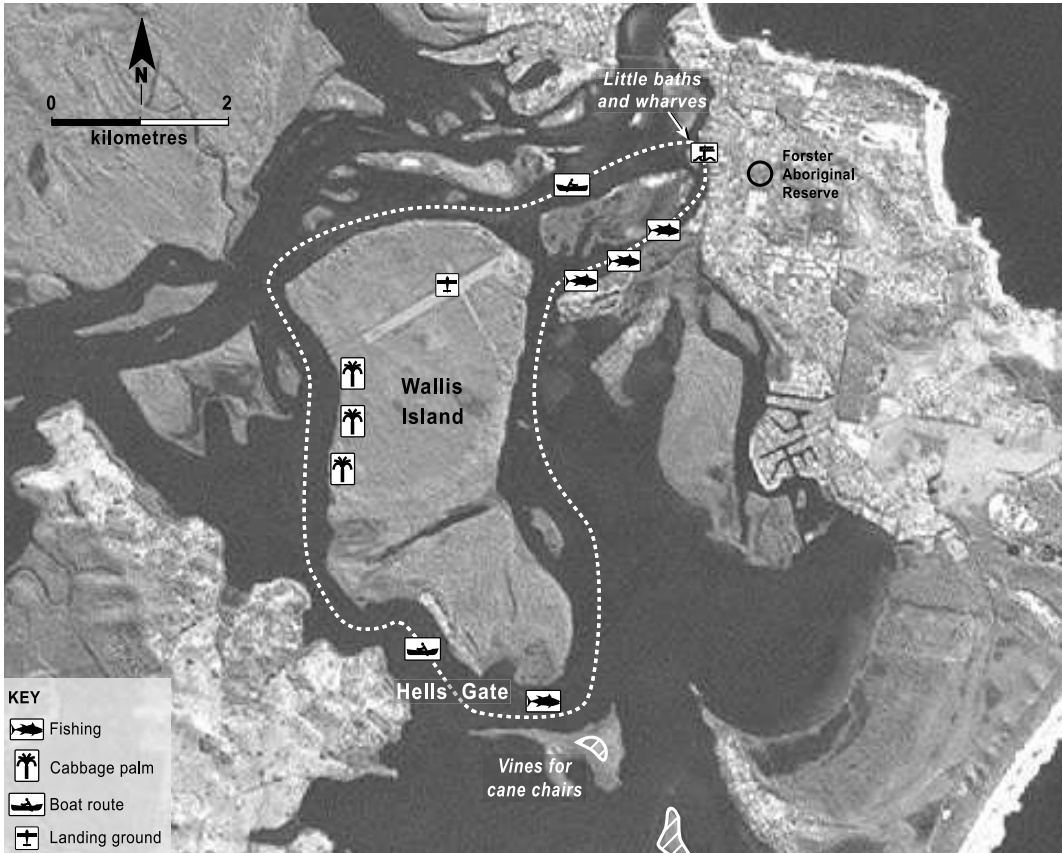 N
0 2
kilometres
Little baths
and wharves
Forster
Aboriginal
Reserve
Wallis
Island
Hells Gate
Vines for
cane chairs
KEY
Fishing
Cabbage palm
Boat route
Landing ground